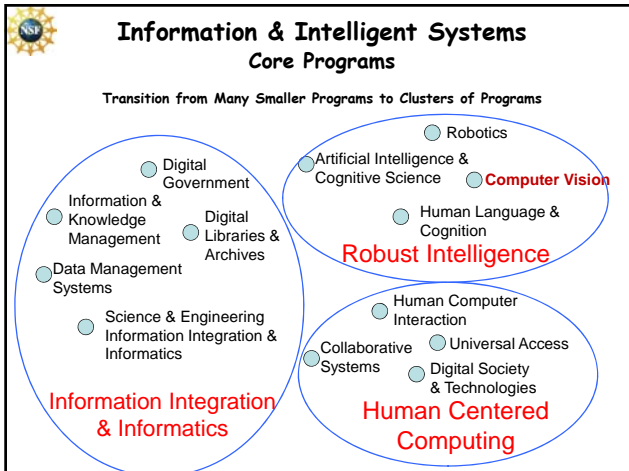 NSF
Information & Intelligent Systems
Core Programs
Transition from Many Smaller Programs to Clusters of Programs
Digital
Government
Information &
Knowledge
Management
Digital
Libraries &
Archives
Data Management
Systems
Science & Engineering
Information Integration &
Informatics
Information Integration
& Informatics
Robotics
Artificial Intelligence &
Cognitive Science
Computer Vision
Human Language &
Cognition
Robust Intelligence
Human Computer
Interaction
Universal Access
Collaborative
Systems
Digital Society
& Technologies
Human Centered
Computing